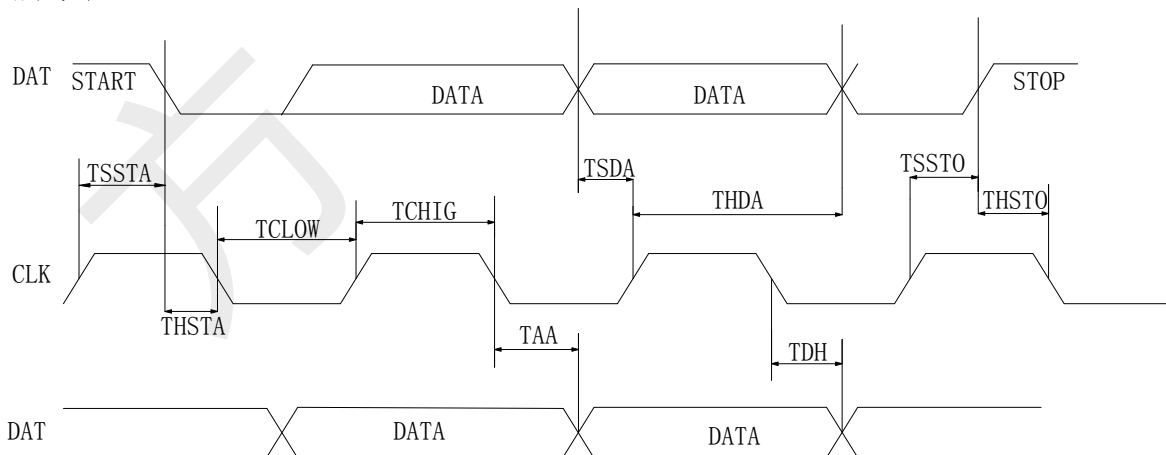 DAT START DATA DATA STOP
TSSTA TSDA TSSTO
THDA THSTO
TCLOW TCHIG
CLK
THSTA TAA TDH
DAT DATA DATA
方